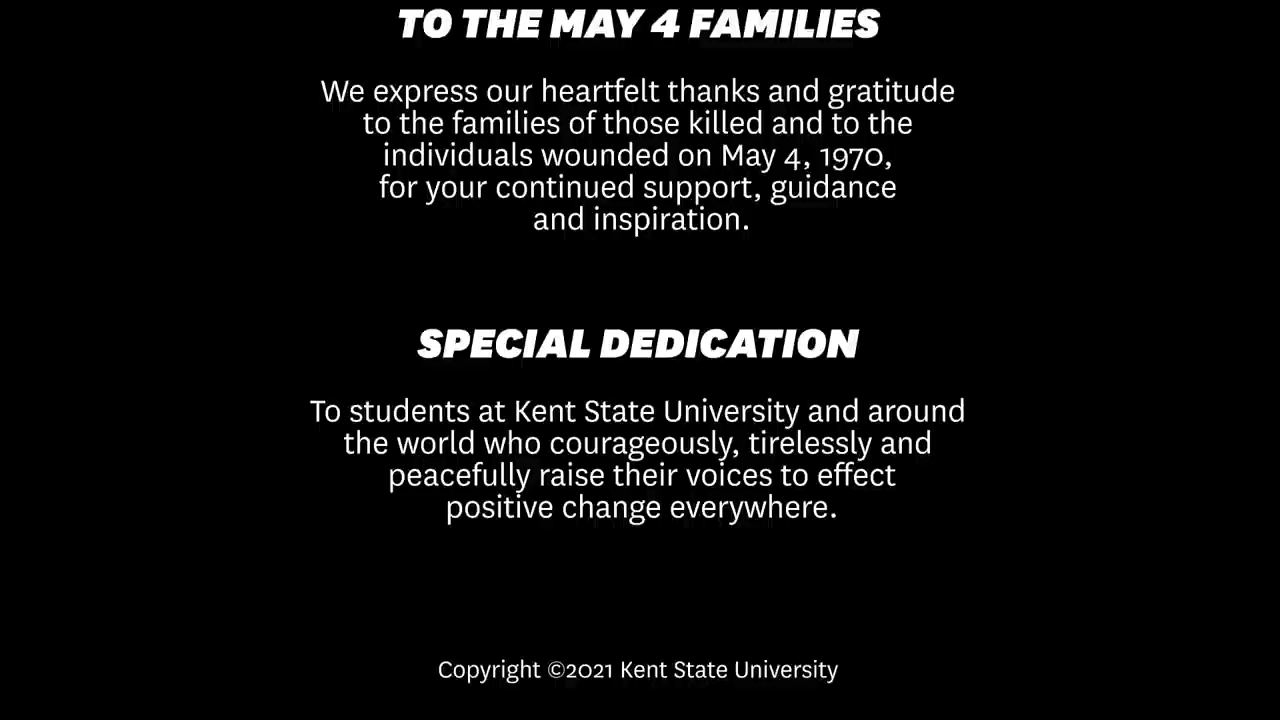 TO THE MAY 4 FAMILIES
We express our heartfelt thanks and gratitude
to the families of those killed and to the
individuals wounded on May 4, 1970,
for your continued support, guidance
and inspiration.
SPECIAL DEDICATION
To students at Kent State University and around
the world who courageously, tirelessly and
peacefully raise their voices to effect
positive change everywhere.
Copyright ©2021 Kent State University